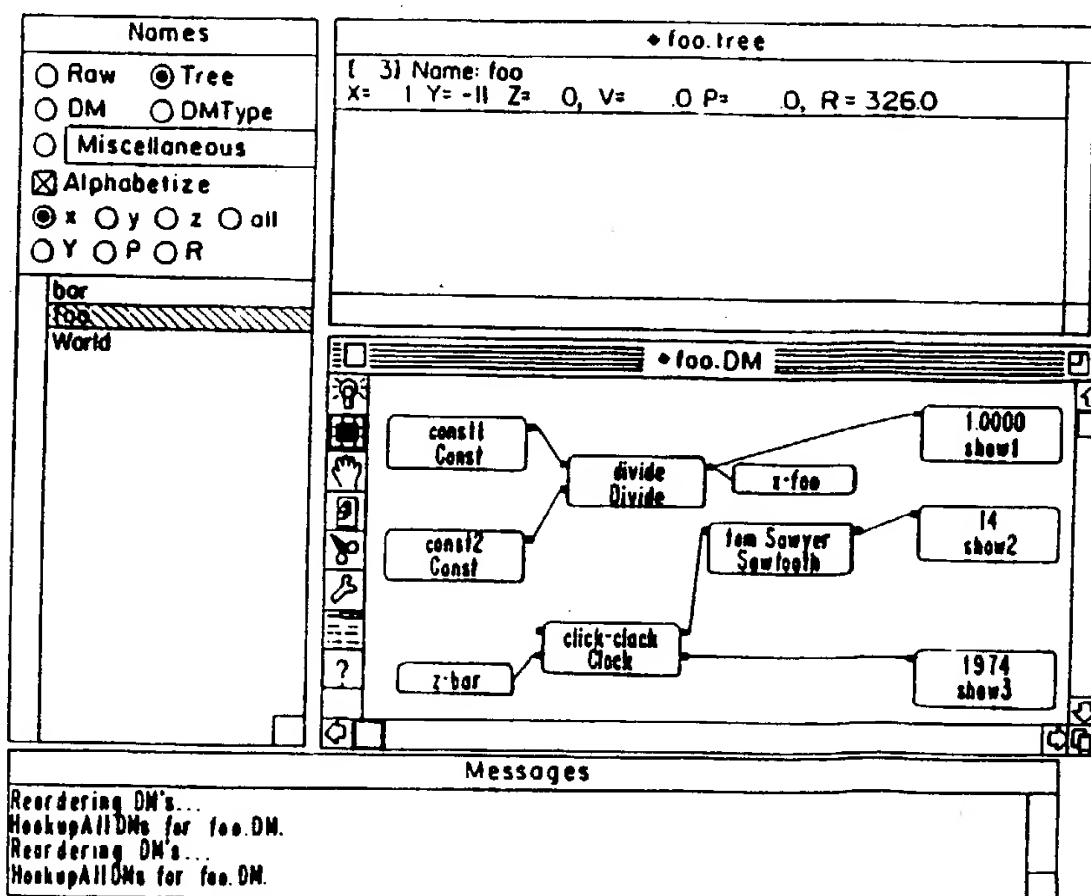 Names
Raw Tree
DM DMType
Miscellaneous
Alphabetize
x y z all
Y P R
bar
foo
World
foo.tree
[ 3] Name: foo
X= 1 Y= -11 Z= 0, V= .0 P= .0, R = 326.0
foo.DM
const1
Const
const2
Const
divide
Divide
x-foo
1.0000
show1
tom Sawyer
Sawtooth
14
show2
click-clack
Clock
z-bar
1974
show3
?
Messages
Reordering DM's...
HookupAllDMs for foo.DM.
Reordering DM's...
HookupAllDMs for foo.DM.